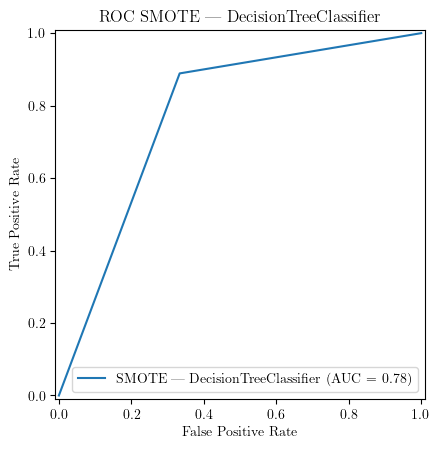 ROC SMOTE — DecisionTreeClassifier
1.0
0.8
0.6
0.4
0.2
0.0
True Positive Rate
SMOTE — DecisionTreeClassifier (AUC = 0.78)
0.0 0.2 0.4 0.6 0.8 1.0
False Positive Rate